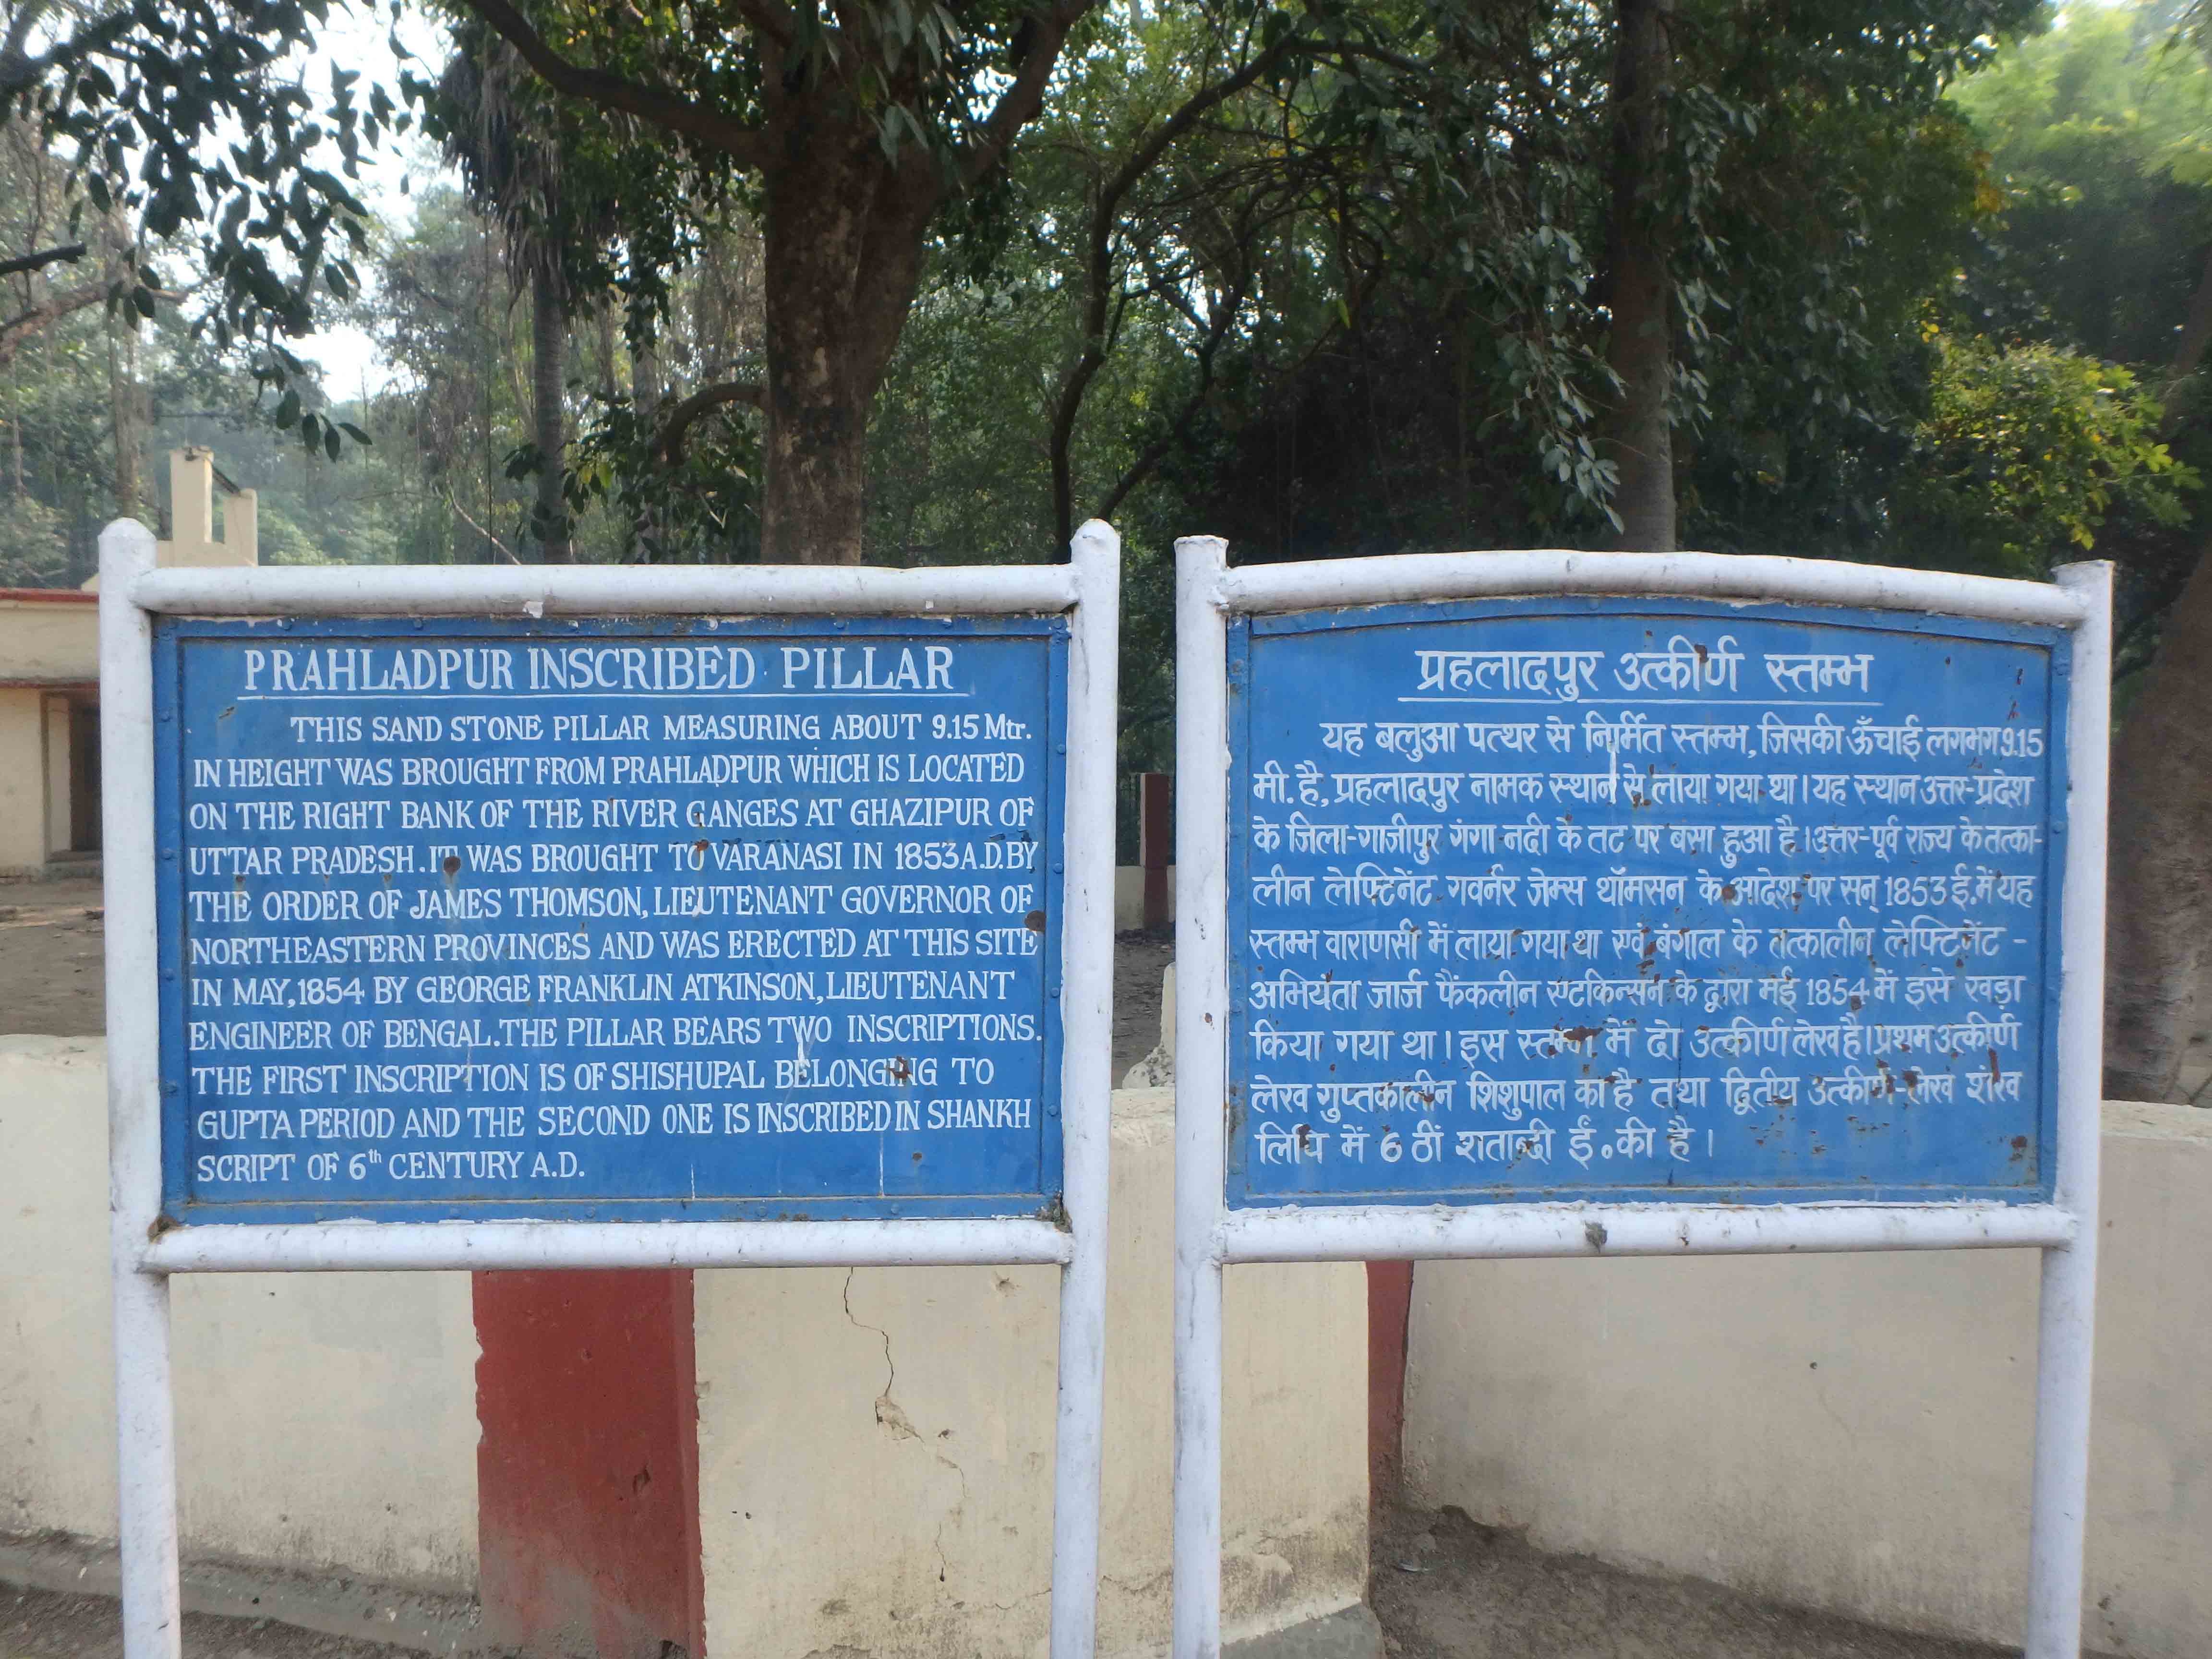 PRAHLADPUR INSCRIBED PILLAR
THIS SAND STONE PILLAR MEASURING ABOUT 9.15 Mtr.
IN HEIGHT WAS BROUGHT FROM PRAHLADPUR WHICH IS LOCATED
ON THE RIGHT BANK OF THE RIVER GANGES AT GHAZIPUR OF
UTTAR PRADESH. IT WAS BROUGHT TO VARANASI IN 1853 A.D. BY
THE ORDER OF JAMES THOMSON, LIEUTENANT GOVERNOR OF
NORTHEASTERN PROVINCES AND WAS ERECTED AT THIS SITE
IN MAY, 1854 BY GEORGE FRANKLIN ATKINSON, LIEUTENANT
ENGINEER OF BENGAL. THE PILLAR BEARS TWO INSCRIPTIONS.
THE FIRST INSCRIPTION IS OF SHISHUPAL BELONGING TO
GUPTA PERIOD AND THE SECOND ONE IS INSCRIBED IN SHANKH
SCRIPT OF 6th CENTURY A.D.
प्रहलादपुर उत्कीर्ण स्तम्भ
यह बलुआ पत्थर से निर्मित स्तम्भ, जिसकी ऊँचाई लगभग 9.15
मी. है, प्रहलादपुर नामक स्थान से लाया गया था। यह स्थान उत्तर-प्रदेश
के जिला-गाजीपुर गंगा नदी के तट पर बसा हुआ है। उत्तर-पूर्व राज्य के तत्का-
लीन लेफ्टिनेंट गवर्नर जेम्स थॉमसन के आदेश पर सन् 1853 ई. में यह
स्तम्भ वाराणसी में लाया गया था एवं बंगाल के तत्कालीन लेफ्टिनेंट -
अभियंता जार्ज फैंकलीन एटकिन्सन के द्वारा मई 1854 में इसे खड़ा
किया गया था। इस स्तम्भ में दो उत्कीर्ण लेख है। प्रथम उत्कीर्ण
लेख गुप्तकालीन शिशुपाल का है तथा द्वितीय उत्कीर्ण लेख शंख
लिपि में 6 ठीं शताब्दी ईं॰ की है।